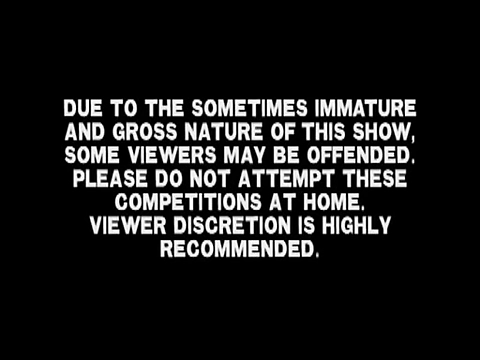 DUE TO THE SOMETIMES IMMATURE
AND GROSS NATURE OF THIS SHOW,
SOME VIEWERS MAY BE OFFENDED.
PLEASE DO NOT ATTEMPT THESE
COMPETITIONS AT HOME.
VIEWER DISCRETION IS HIGHLY
RECOMMENDED.